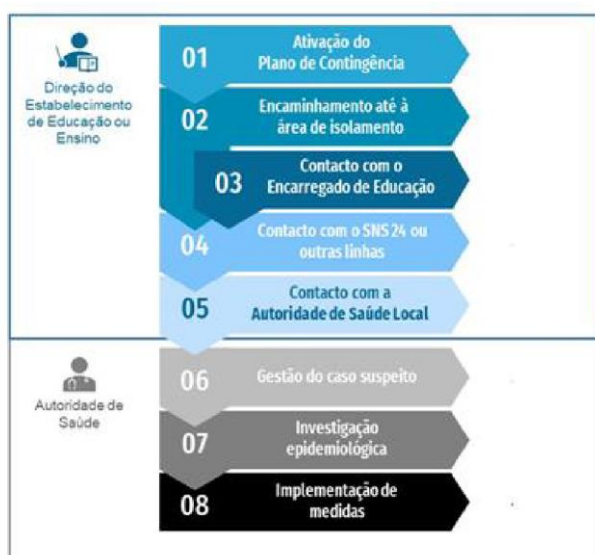 Direção do
Estabelecimento
de Educação ou
Ensino
01
Ativação do
Plano de Contingência
02
Encaminhamento até à
área de isolamento
03
Contacto com o
Encarregado de Educação
04
Contacto com o SNS 24 ou
outras linhas
05
Contacto com a
Autoridade de Saúde Local
Autoridade de
Saúde
06
Gestão do caso suspeito
07
Investigação
epidemiológica
08
Implementação de
medidas